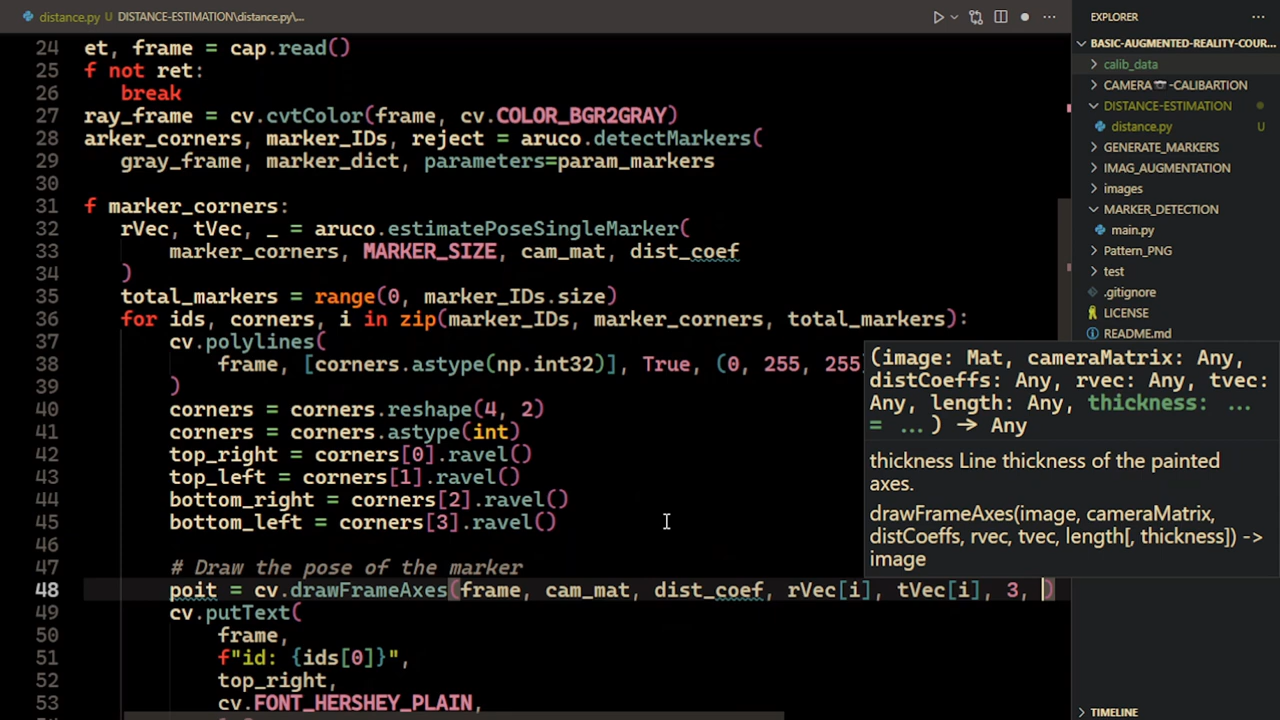 distance.py DISTANCE-ESTIMATION\distance.py\...
24 et, frame = cap.read()
25 f not ret:
26 break
27 ray_frame = cv.cvtColor(frame, cv.COLOR_BGR2GRAY)
28 arker_corners, marker_IDs, reject = aruco.detectMarkers(
29 gray_frame, marker_dict, parameters=param_markers
30
31 f marker_corners:
32 rVec, tVec, _ = aruco.estimatePoseSingleMarker(
33 marker_corners, MARKER_SIZE, cam_mat, dist_coef
34 )
35 total_markers = range(0, marker_IDs.size)
36 for ids, corners, i in zip(marker_IDs, marker_corners, total_markers):
37 cv.polylines(
38 frame, [corners.astype(np.int32)], True, (0, 255, 255)
39 )
40 corners = corners.reshape(4, 2)
41 corners = corners.astype(int)
42 top_right = corners[0].ravel()
43 top_left = corners[1].ravel()
44 bottom_right = corners[2].ravel()
45 bottom_left = corners[3].ravel()
46
47 # Draw the pose of the marker
48 poit = cv.drawFrameAxes(frame, cam_mat, dist_coef, rVec[i], tVec[i], 3, )
49 cv.putText(
50 frame,
51 f"id: {ids[0]}",
52 top_right,
53 cv.FONT_HERSHEY_PLAIN,
(image: Mat, cameraMatrix: Any,
distCoeffs: Any, rvec: Any, tvec:
Any, length: Any, thickness: ...
= ...) → Any
thickness Line thickness of the painted
axes.
drawFrameAxes(image, cameraMatrix,
distCoeffs, rvec, tvec, length[, thickness]) ->
image
EXPLORER
BASIC-AUGMENTED-REALITY-COUR...
calib_data
CAMERA📷-CALIBARTION
DISTANCE-ESTIMATION
distance.py U
GENERATE_MARKERS
IMAG_AUGMENTATION
images
MARKER_DETECTION
main.py
Pattern_PNG
test
.gitignore
LICENSE
README.md
TIMELINE